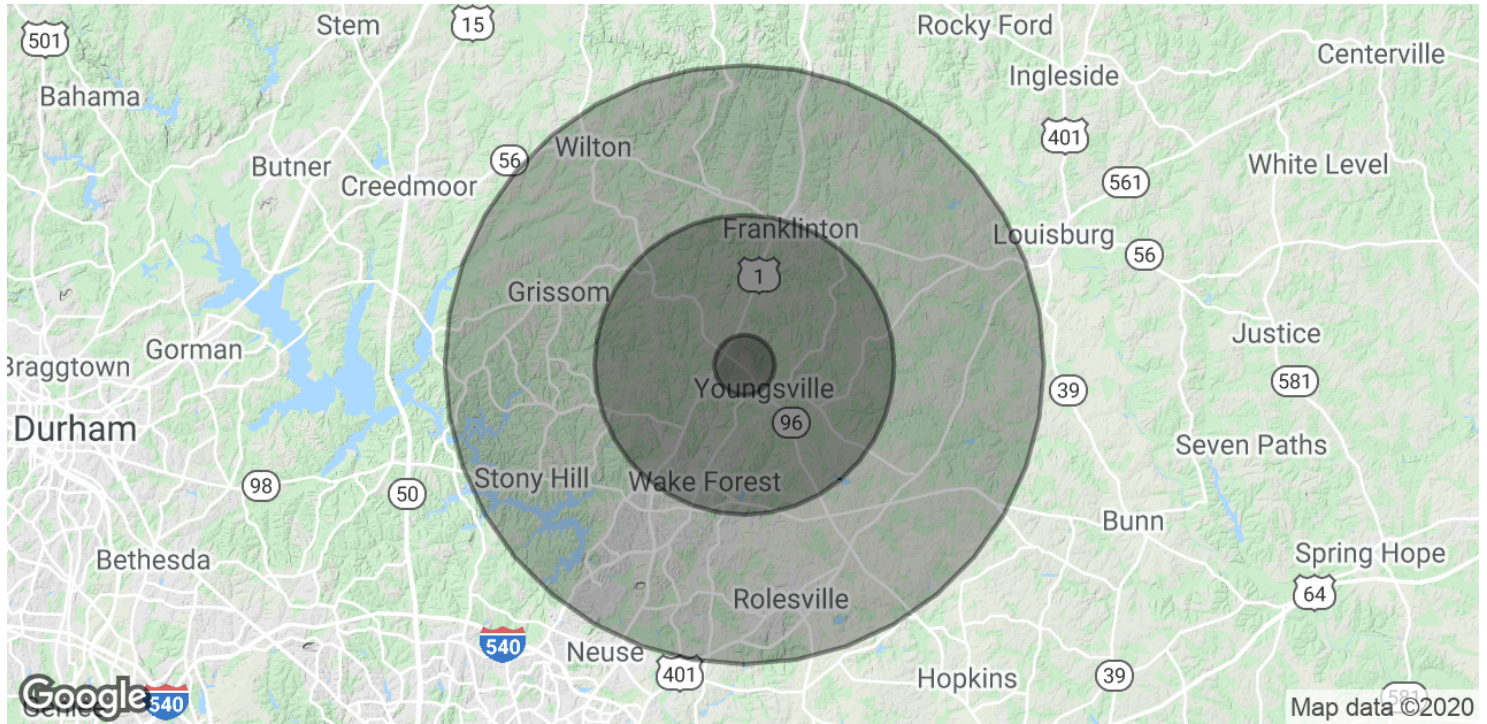 Stem
15
Rocky Ford
501
Centerville
Ingleside
Bahama
401
Wilton
56
Butner
White Level
Creedmoor
561
Franklinton
Louisburg
56
1
Grissom
Justice
Gorman
Braggtown
581
Youngsville
39
96
Durham
Seven Paths
Stony Hill
Wake Forest
98
50
Bunn
Bethesda
Spring Hope
64
Rolesville
540
Neuse
401
Hopkins
39
Google
540
581
Map data ©2020